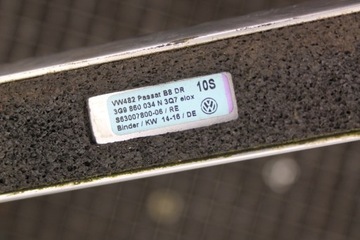 VW482 Passat B8 DR
3G9 860 034 N 3Q7 elox
S63007800-06 / RE
Binder / KW 14-16 / DE
10S